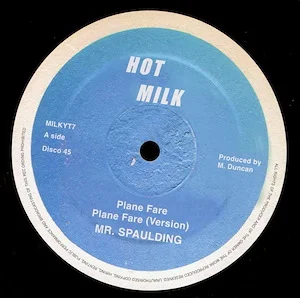 HOT
MILK
MILKYT7
A side
Disco 45
Produced by
M. Duncan
Plane Fare
Plane Fare (Version)
MR. SPAULDING